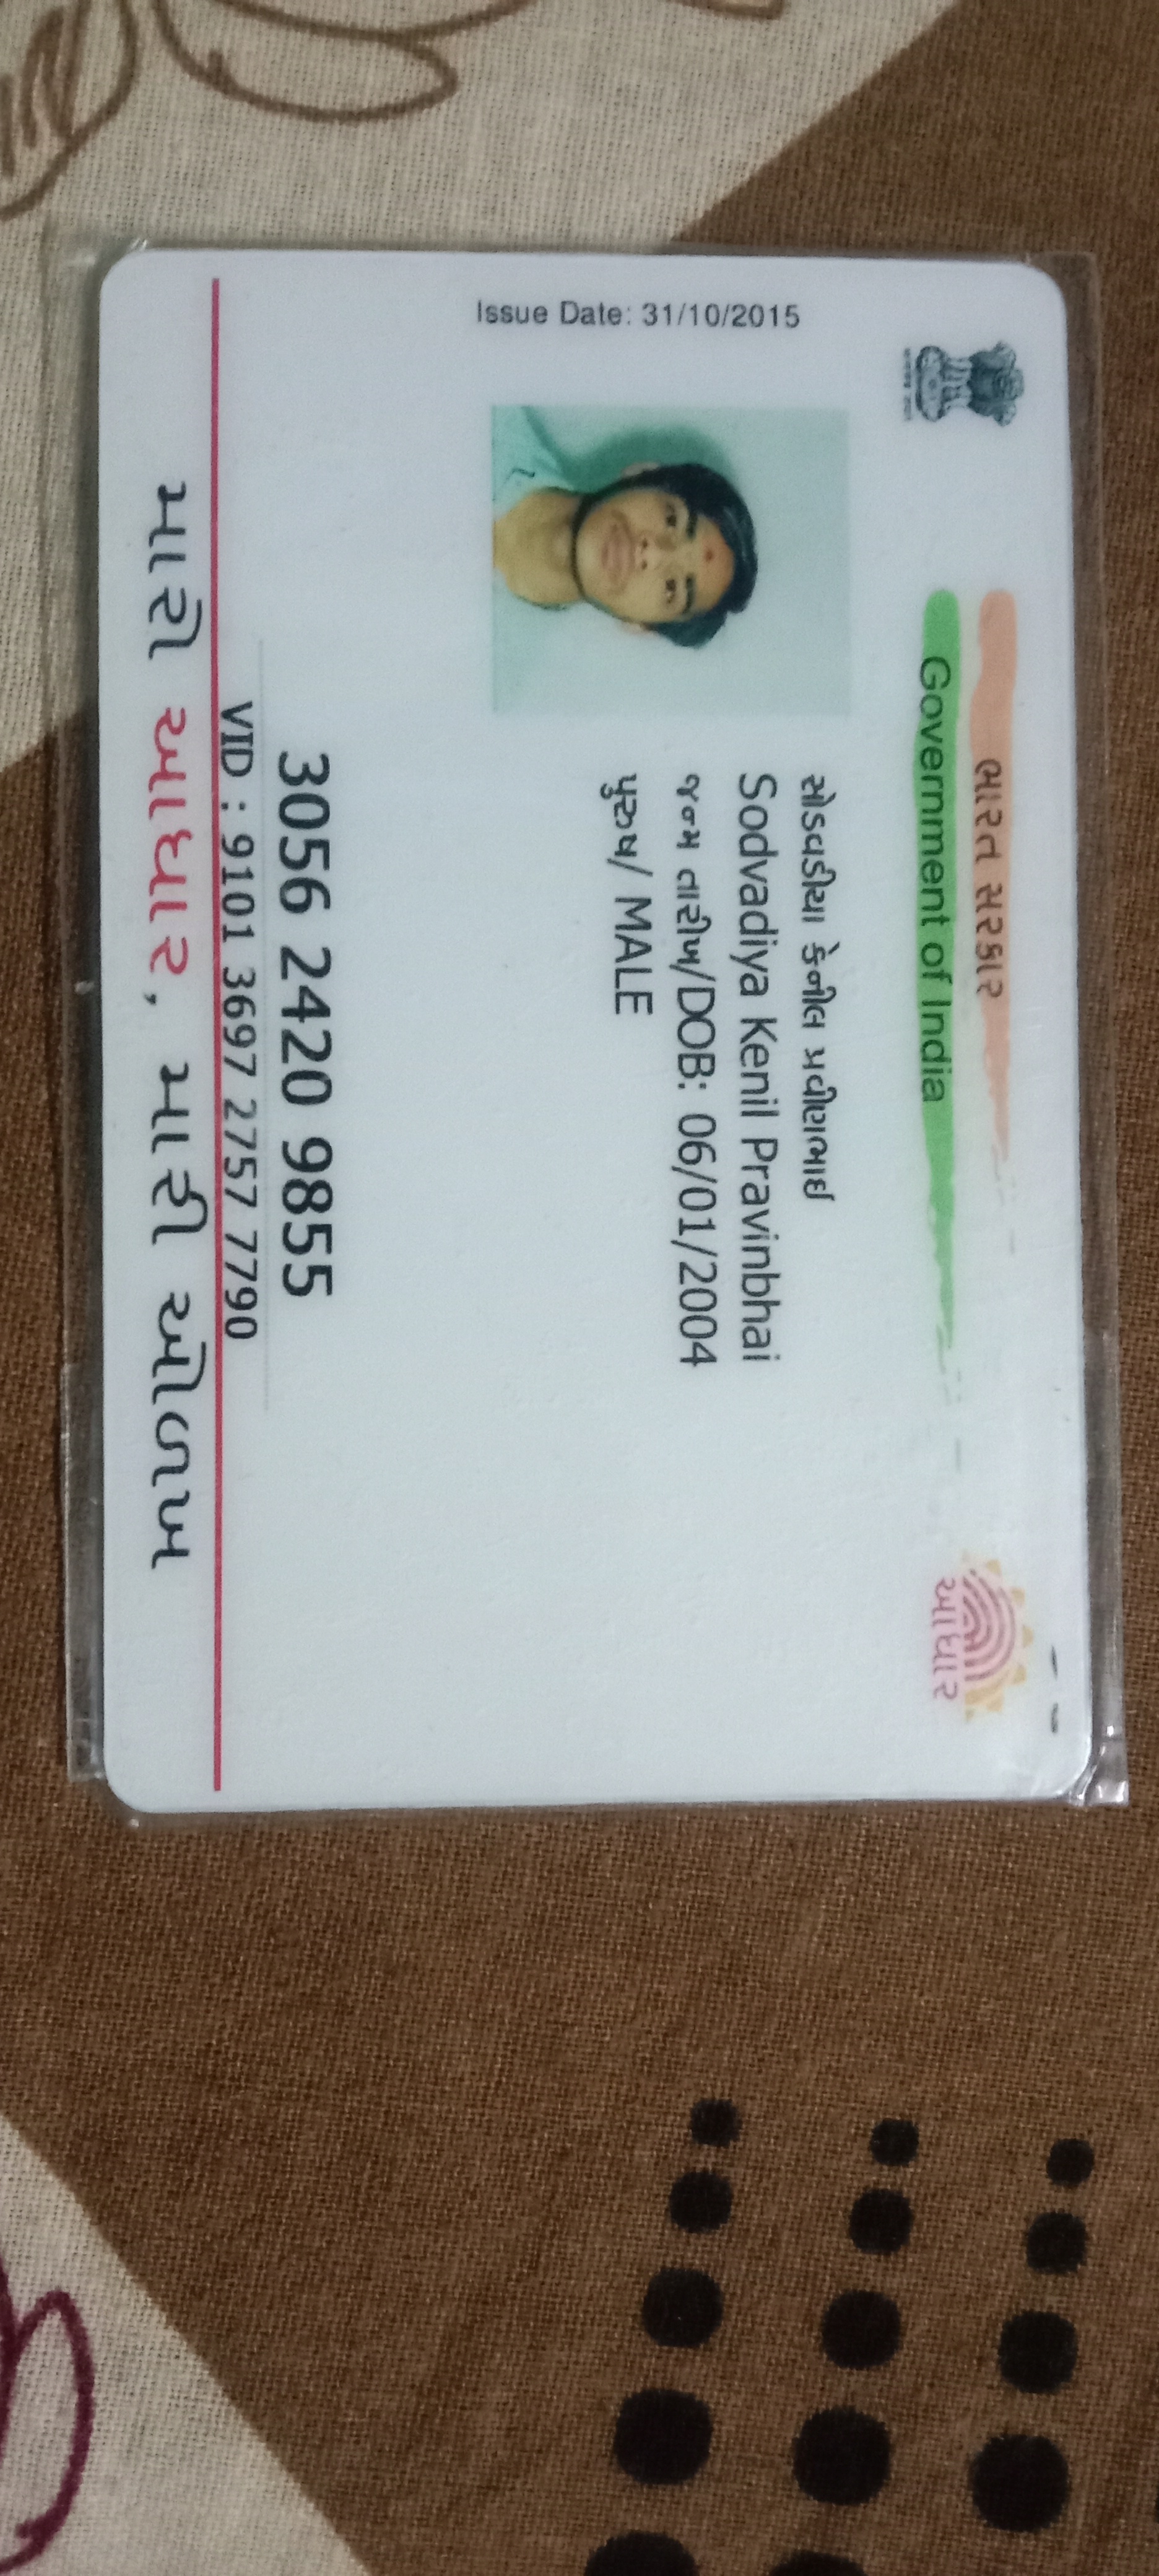 ભારત સરકાર
Government of India
આધાર
Issue Date: 31/10/2015
સોડવડીયા કેનીલ પ્રવીણભાઈ
Sodvadiya Kenil Pravinbhai
જન્મ તારીખ/DOB: 06/01/2004
પુરુષ/ MALE
3056 2420 9855
VID : 9101 3697 2757 7790
મારો આધાર, મારી ઓળખ